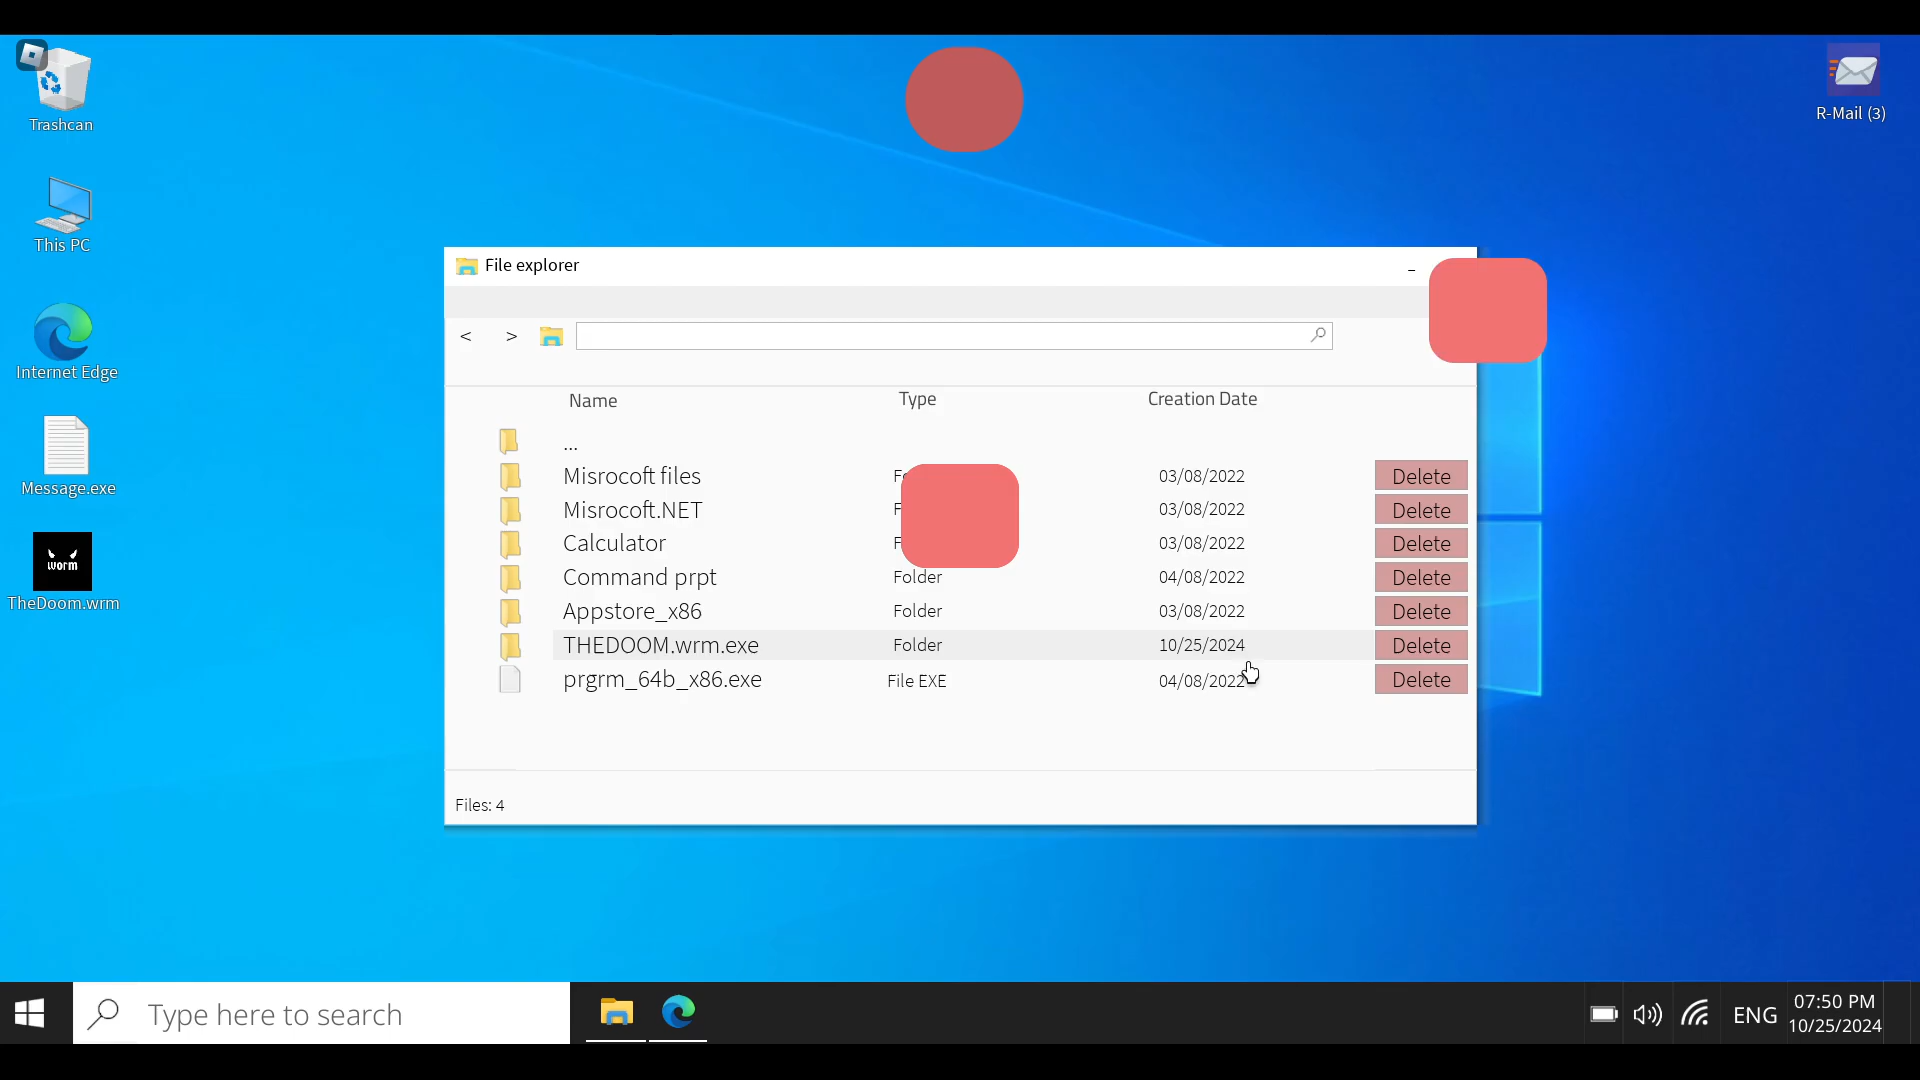 Trashcan
This PC
Internet Edge
Message.exe
worm
TheDoom.wrm
R-Mail (3)
File explorer
–
< >
Name Type Creation Date
...
Misrocoft files 03/08/2022 Delete
Misrocoft.NET 03/08/2022 Delete
Calculator 03/08/2022 Delete
Command prpt Folder 04/08/2022 Delete
Appstore_x86 Folder 03/08/2022 Delete
THEDOOM.wrm.exe Folder 10/25/2024 Delete
prgrm_64b_x86.exe File EXE 04/08/2022 Delete
Files: 4
Type here to search
ENG
07:50 PM
10/25/2024